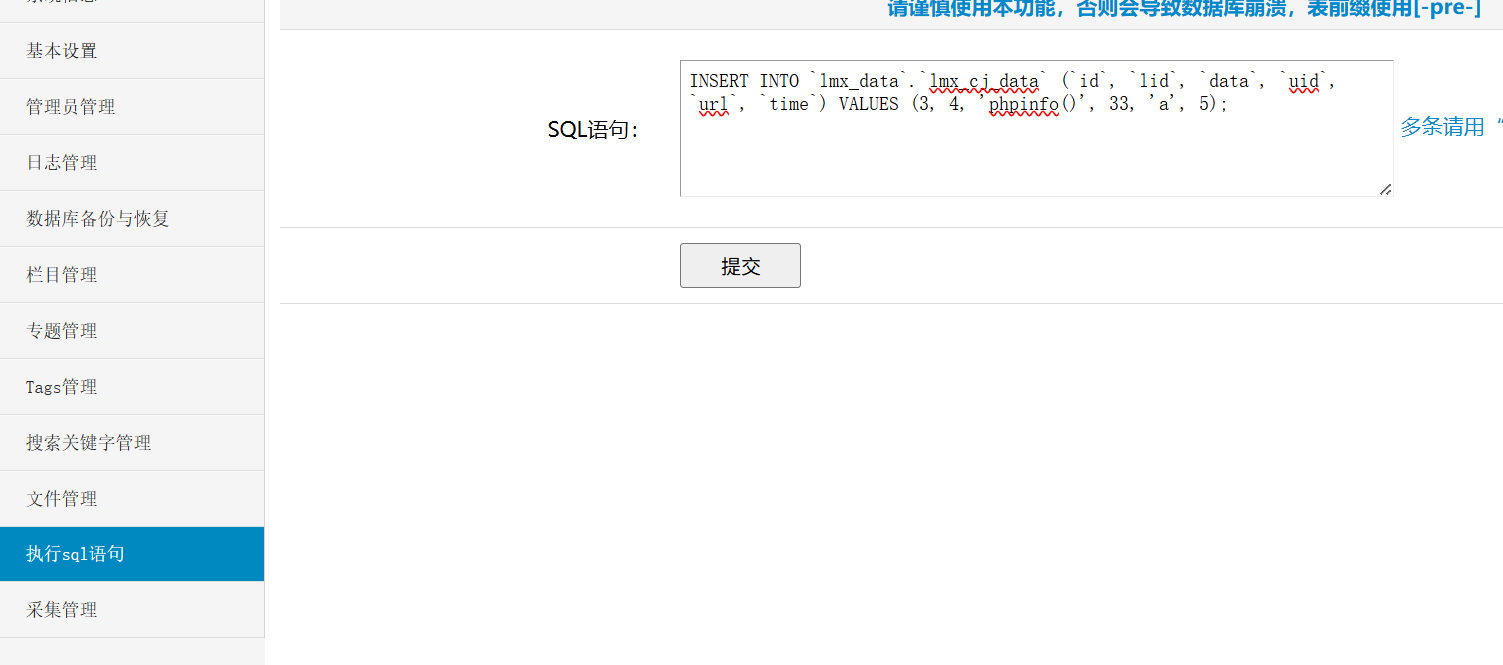 请谨慎使用本功能，否则会导致数据库崩溃，表前缀使用[-pre-]
基本设置
管理员管理
日志管理
数据库备份与恢复
栏目管理
专题管理
Tags管理
搜索关键字管理
文件管理
执行sql语句
采集管理
SQL语句：
INSERT INTO `lmx_data`.`lmx_cj_data` (`id`, `lid`, `data`, `uid`,
`url`, `time`) VALUES (3, 4, 'phpinfo()', 33, 'a', 5);
多条请用“
提交